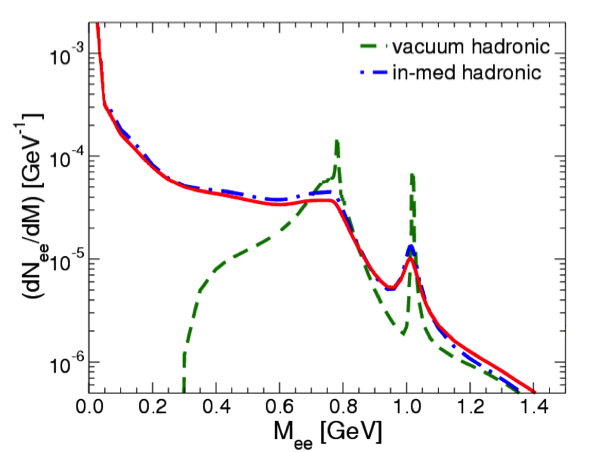 vacuum hadronic
in-med hadronic
(dN_ee/dM) [GeV^-1]
10^-3
10^-4
10^-5
10^-6
0.0 0.2 0.4 0.6 0.8 1.0 1.2 1.4
M_ee [GeV]